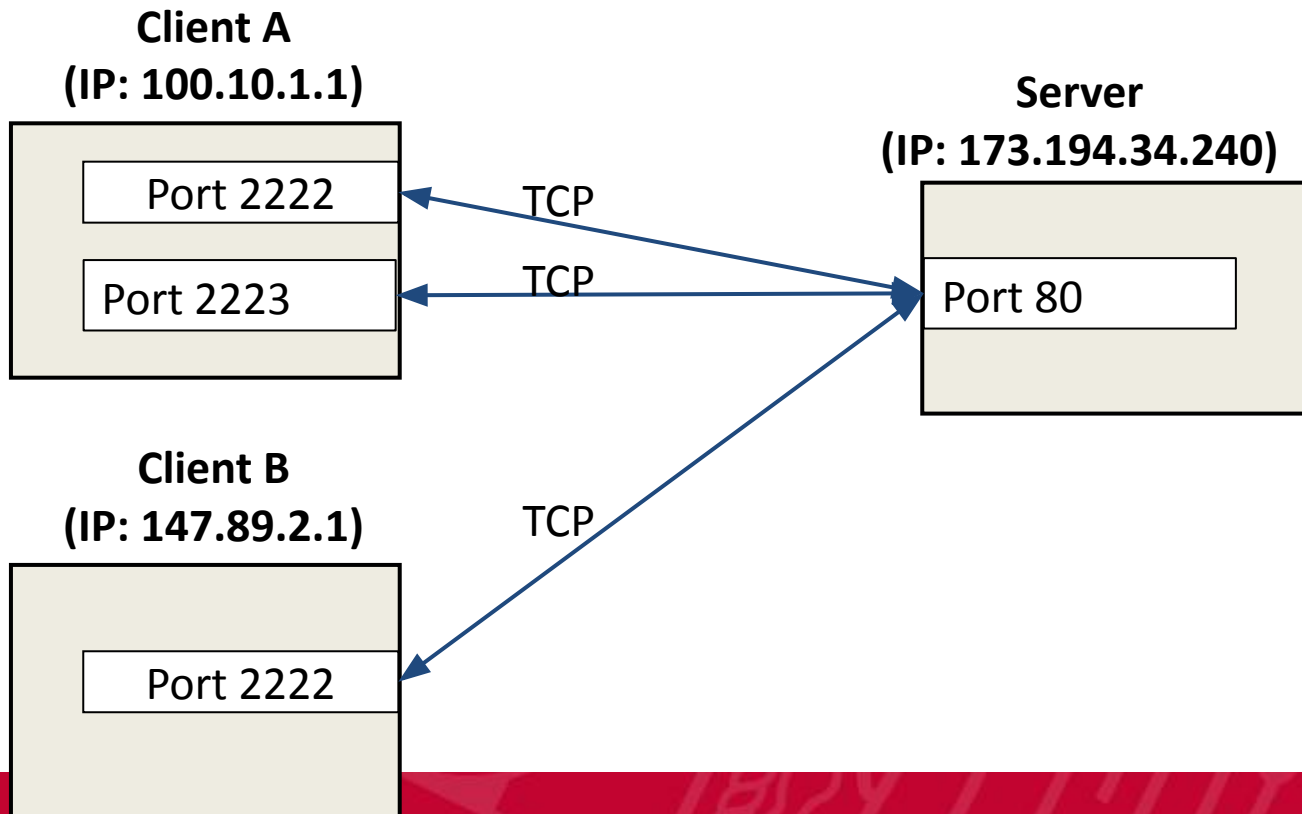 Client A
(IP: 100.10.1.1)
Port 2222
Port 2223
TCP
TCP
Server
(IP: 173.194.34.240)
Port 80
Client B
(IP: 147.89.2.1)
TCP
Port 2222